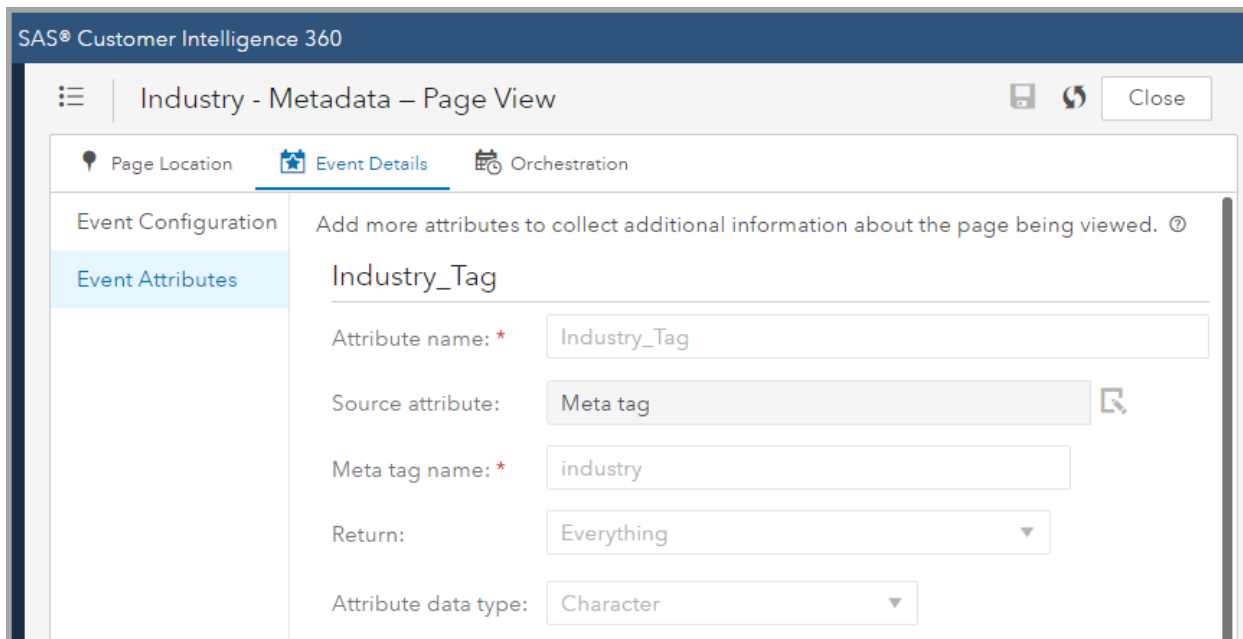 SAS® Customer Intelligence 360
Industry - Metadata – Page View
Close
Page Location Event Details Orchestration
Event Configuration
Add more attributes to collect additional information about the page being viewed. ?
Event Attributes
Industry_Tag
Attribute name: * Industry_Tag
Source attribute: Meta tag
Meta tag name: * industry
Return: Everything
Attribute data type: Character